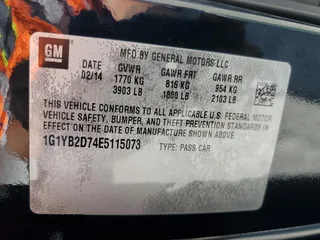 GM
MFD BY GENERAL MOTORS LLC
DATE GVWR GAWR FRT GAWR RR
02/14 1770 KG 816 KG 954 KG
3903 LB 1800 LB 2103 LB
THIS VEHICLE CONFORMS TO ALL APPLICABLE U.S. FEDERAL MOTOR
VEHICLE SAFETY, BUMPER, AND THEFT PREVENTION STANDARDS IN
EFFECT ON THE DATE OF MANUFACTURE SHOWN ABOVE.
1G1YB2D74E5115073 TYPE: PASS CAR